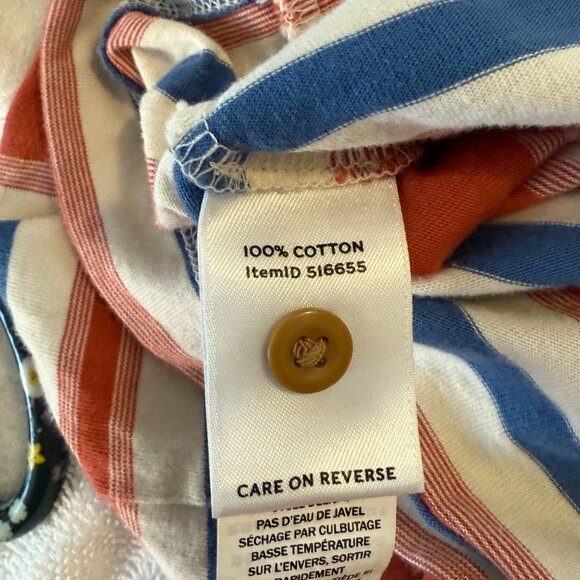 100% COTTON
ItemID 516655
CARE ON REVERSE
PAS D'EAU DE JAVEL
SÉCHAGE PAR CULBUTAGE
BASSE TEMPÉRATURE
SUR L'ENVERS, SORTIR
RAPIDEMENT